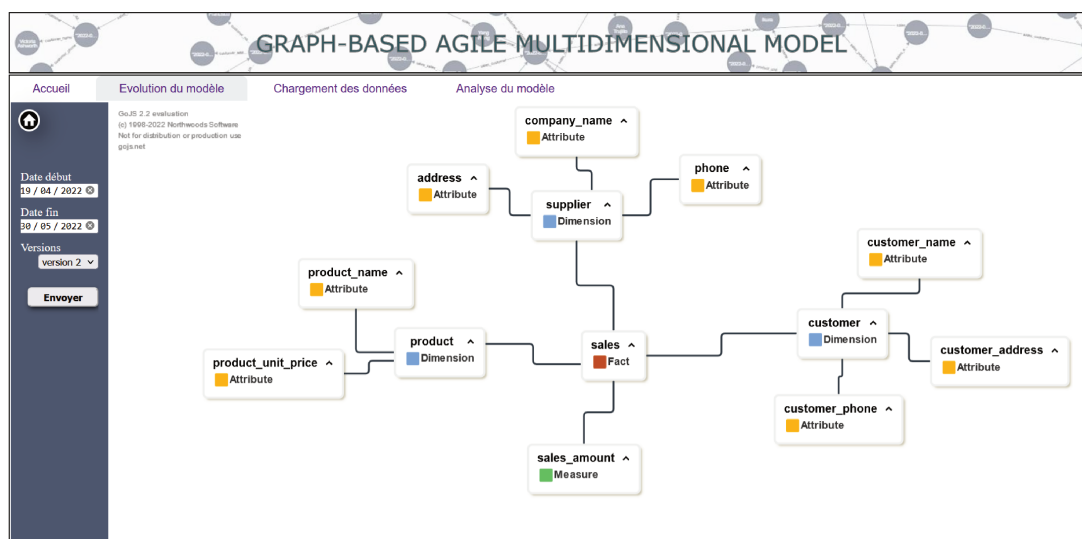 GRAPH-BASED AGILE MULTIDIMENSIONAL MODEL
Accueil
Evolution du modèle
Chargement des données
Analyse du modèle
GoJS 2.2 evaluation
(c) 1998-2022 Northwoods Software
Not for distribution or production use
gojs.net
Date début
19 / 04 / 2022
Date fin
30 / 05 / 2022
Versions
version 2
Envoyer
company_name
Attribute
address
Attribute
phone
Attribute
supplier
Dimension
customer_name
Attribute
product_name
Attribute
product
Dimension
sales
Fact
customer
Dimension
product_unit_price
Attribute
customer_address
Attribute
customer_phone
Attribute
sales_amount
Measure